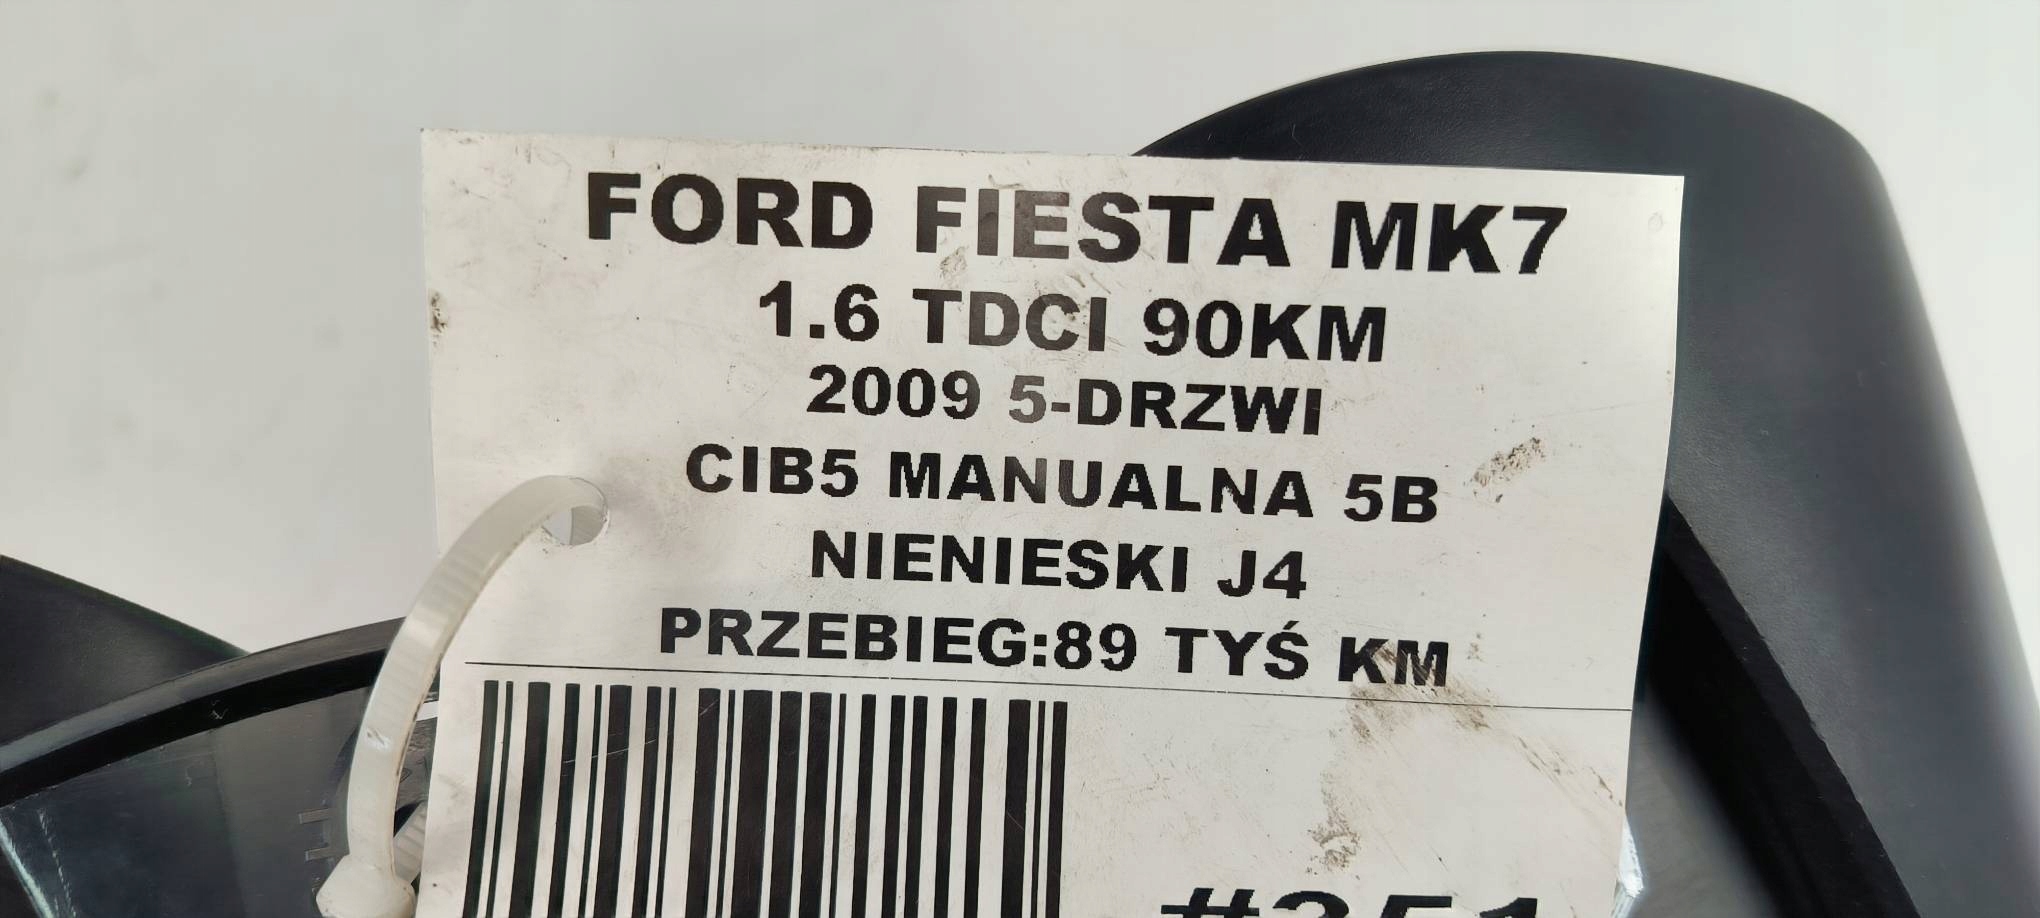 FORD FIESTA MK7
1.6 TDCI 90KM
2009 5-DRZWI
CIB5 MANUALNA 5B
NIENIESKI J4
PRZEBIEG:89 TYŚ KM
#351